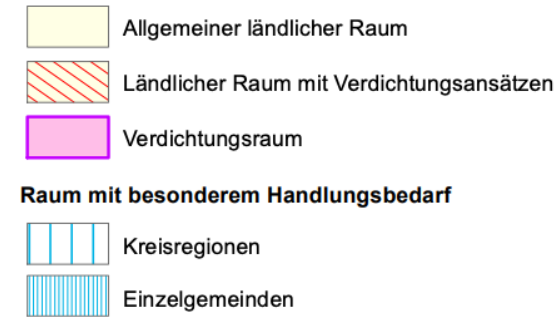 Allgemeiner ländlicher Raum
Ländlicher Raum mit Verdichtungsansätzen
Verdichtungsraum
Raum mit besonderem Handlungsbedarf
Kreisregionen
Einzelgemeinden